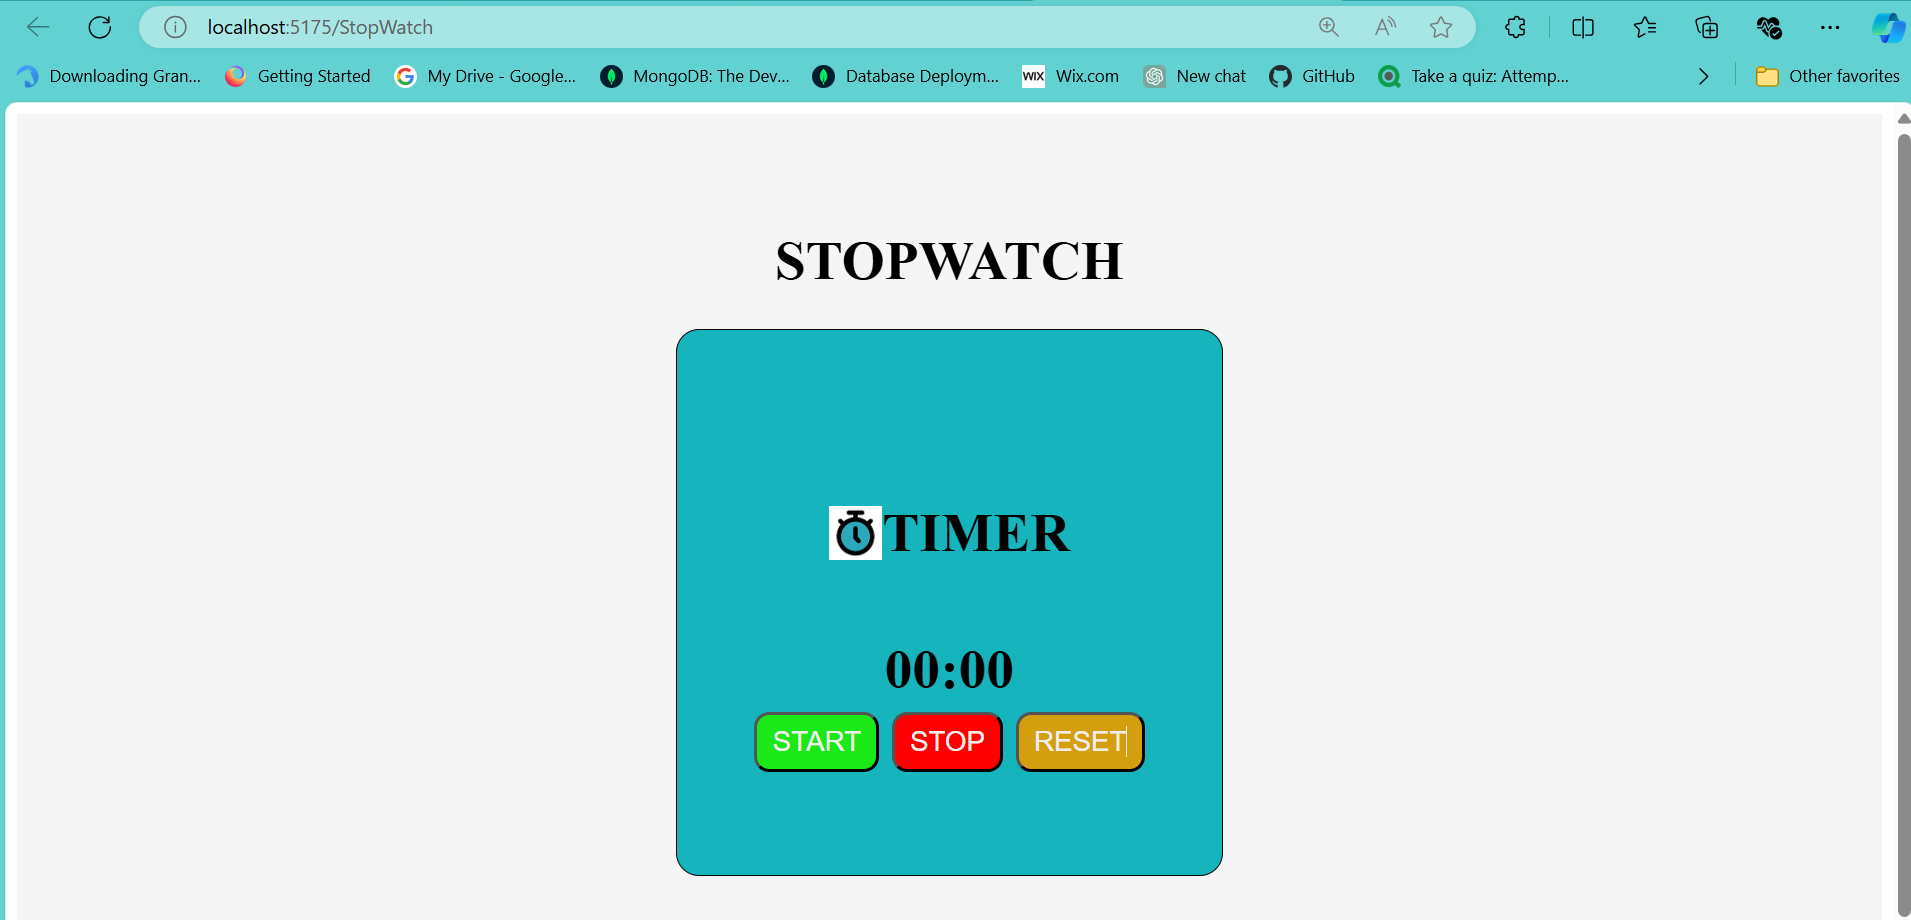 localhost:5175/StopWatch
Downloading Gran... Getting Started My Drive - Google... MongoDB: The Dev... Database Deploym... WIX Wix.com New chat GitHub Take a quiz: Attemp... Other favorites
STOPWATCH
TIMER
00:00
START STOP RESET